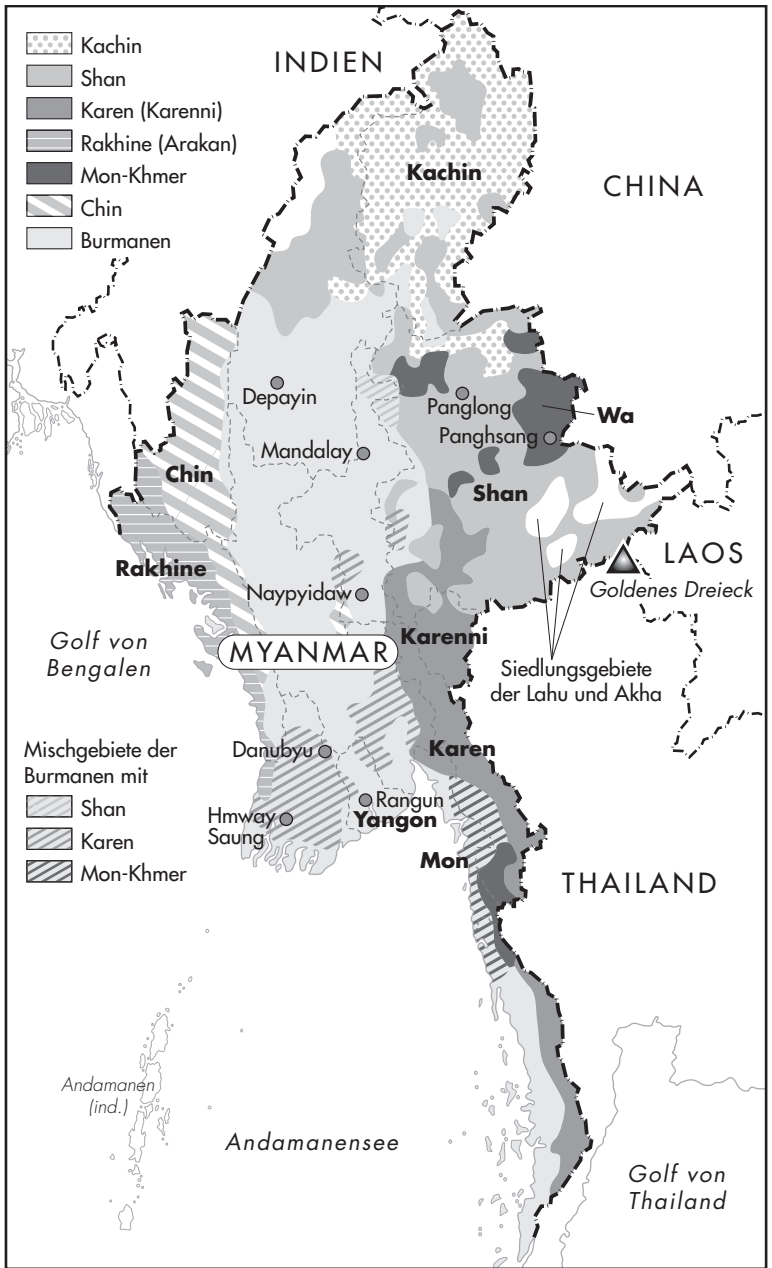 Kachin
Shan
Karen (Karenni)
Rakhine (Arakan)
Mon-Khmer
Chin
Burmanen
INDIEN
CHINA
Kachin
Depayin
Panglong
Wa
Panghsang
Mandalay
Chin
Shan
Rakhine
LAOS
Goldenes Dreieck
Naypyidaw
Karenni
Golf von
Bengalen
MYANMAR
Siedlungsgebiete
der Lahu und Akha
Mischgebiete der
Burmanen mit
Shan
Karen
Mon-Khmer
Danubyu
Karen
Rangun
Yangon
Hmway
Saung
Mon
THAILAND
Andamanen
(ind.)
Andamanensee
Golf von
Thailand